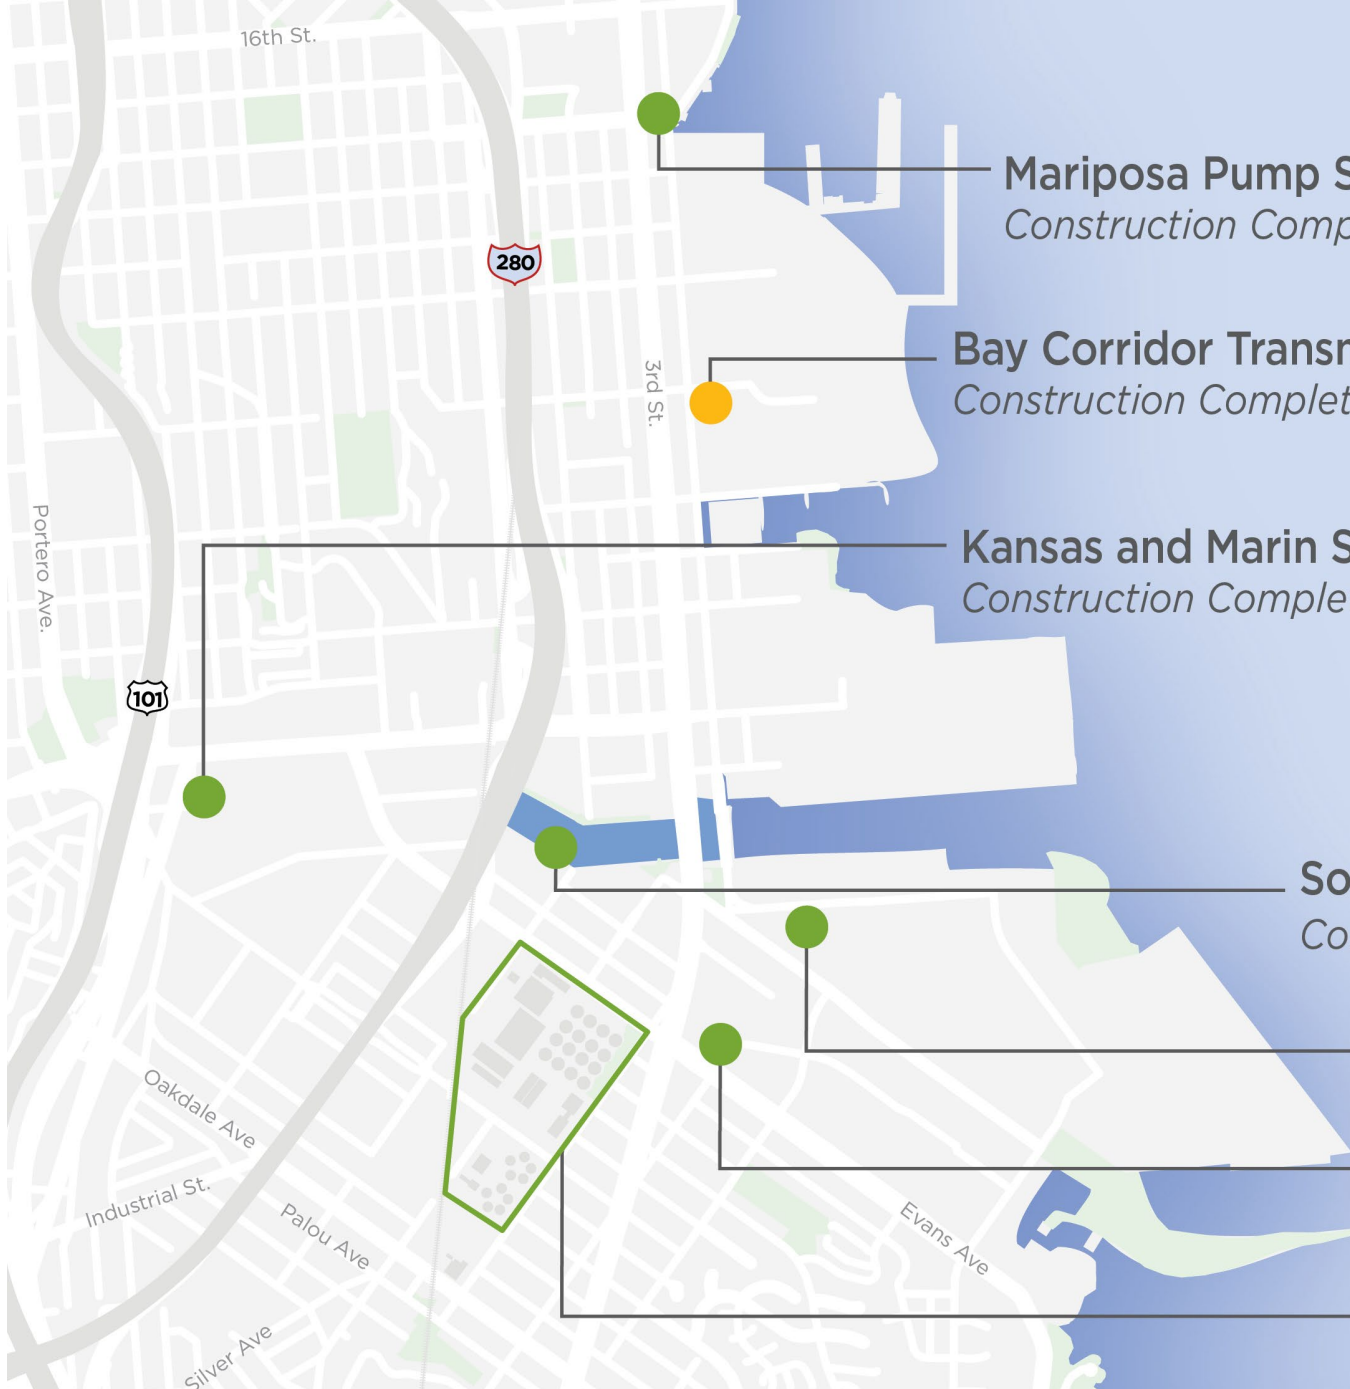 16th St.
Mariposa Pump S
Construction Comp
280
Bay Corridor Transm
Construction Complet
3rd St.
Portero Ave.
Kansas and Marin S
Construction Comple
101
So
Co
Oakdale Ave
Industrial St.
Palou Ave
Evans Ave
Silver Ave